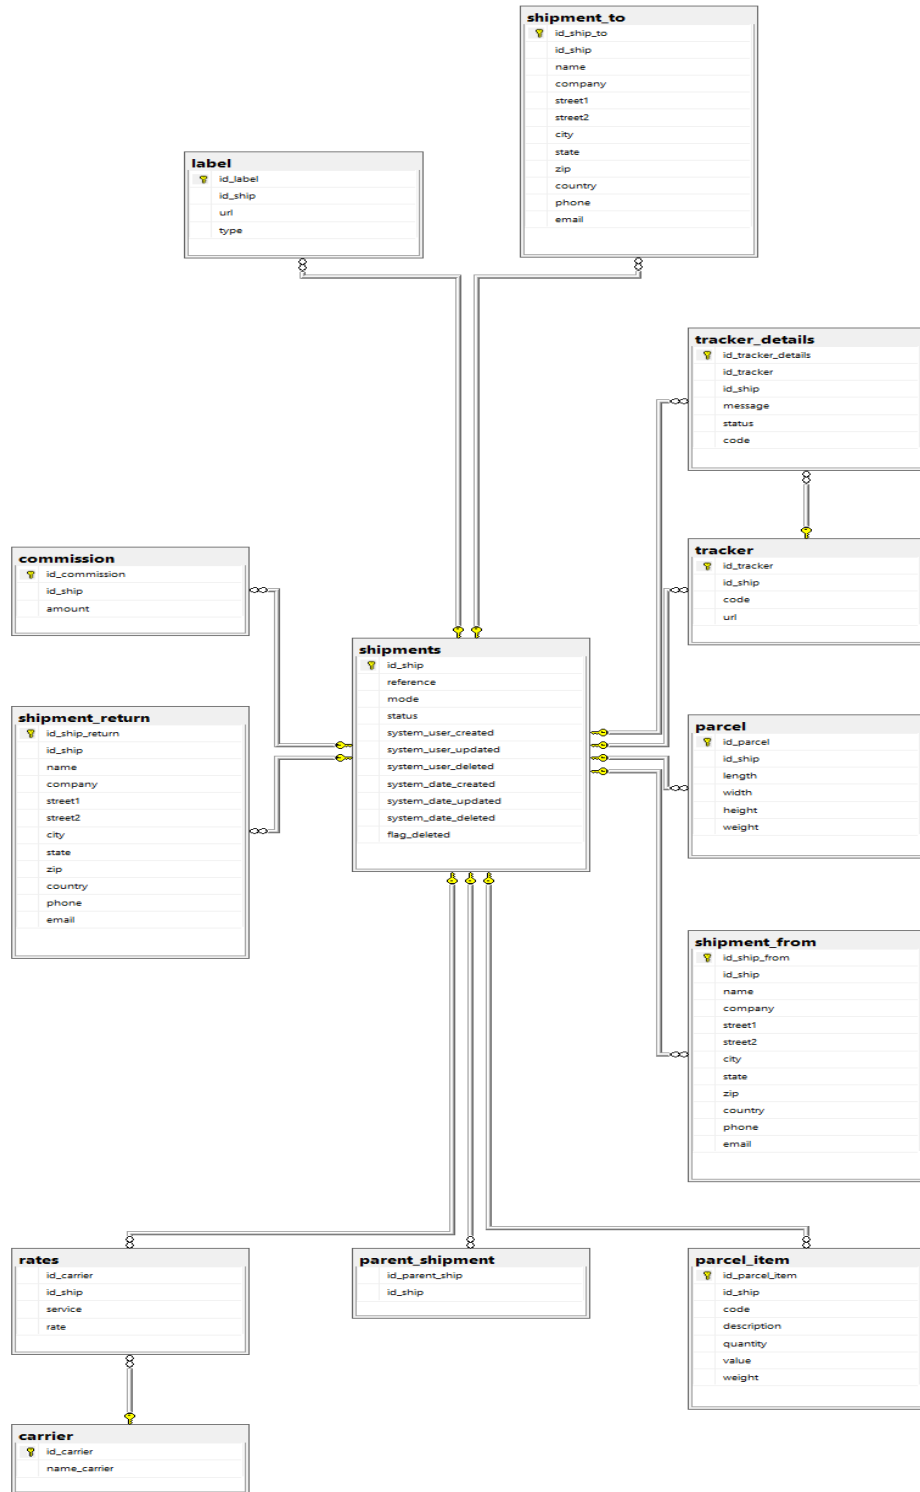 shipment_to
id_ship_to
id_ship
name
company
street1
street2
city
state
zip
country
phone
email
label
id_label
id_ship
url
type
tracker_details
id_tracker_details
id_tracker
id_ship
message
status
code
tracker
id_tracker
id_ship
code
url
commission
id_commission
id_ship
amount
shipments
id_ship
reference
mode
status
system_user_created
system_user_updated
system_user_deleted
system_date_created
system_date_updated
system_date_deleted
flag_deleted
shipment_return
id_ship_return
id_ship
name
company
street1
street2
city
state
zip
country
phone
email
parcel
id_parcel
id_ship
length
width
height
weight
shipment_from
id_ship_from
id_ship
name
company
street1
street2
city
state
zip
country
phone
email
rates
id_carrier
id_ship
service
rate
parent_shipment
id_parent_ship
id_ship
parcel_item
id_parcel_item
id_ship
code
description
quantity
value
weight
carrier
id_carrier
name_carrier